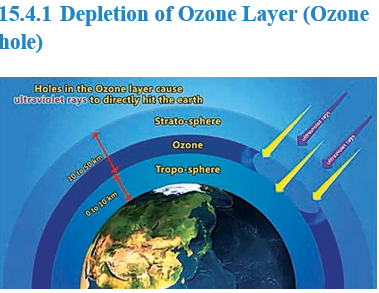 15.4.1 Depletion of Ozone Layer (Ozone
hole)
Holes in the Ozone layer cause
ultraviolet rays to directly hit the earth
Strato-sphere
Ozone
Tropo-sphere
10 to 50 km
0 to 10 km
ultraviolet rays
ultraviolet rays